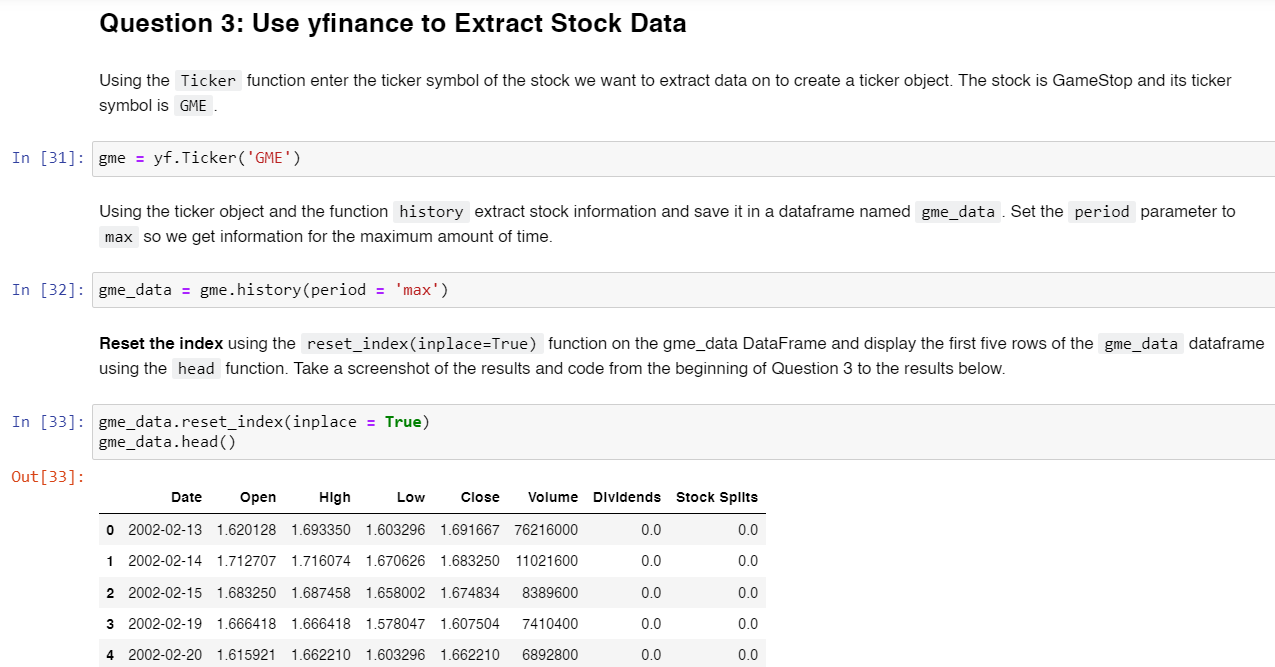 Question 3: Use yfinance to Extract Stock Data
Using the Ticker function enter the ticker symbol of the stock we want to extract data on to create a ticker object. The stock is GameStop and its ticker
symbol is GME .
In [31]: gme = yf.Ticker('GME')
Using the ticker object and the function history extract stock information and save it in a dataframe named gme_data . Set the period parameter to
max so we get information for the maximum amount of time.
In [32]: gme_data = gme.history(period = 'max')
Reset the index using the reset_index(inplace=True) function on the gme_data DataFrame and display the first five rows of the gme_data dataframe
using the head function. Take a screenshot of the results and code from the beginning of Question 3 to the results below.
In [33]: gme_data.reset_index(inplace = True)
gme_data.head()
Out[33]:
Date Open High Low Close Volume Dividends Stock Splits
0 2002-02-13 1.620128 1.693350 1.603296 1.691667 76216000 0.0 0.0
1 2002-02-14 1.712707 1.716074 1.670626 1.683250 11021600 0.0 0.0
2 2002-02-15 1.683250 1.687458 1.658002 1.674834 8389600 0.0 0.0
3 2002-02-19 1.666418 1.666418 1.578047 1.607504 7410400 0.0 0.0
4 2002-02-20 1.615921 1.662210 1.603296 1.662210 6892800 0.0 0.0